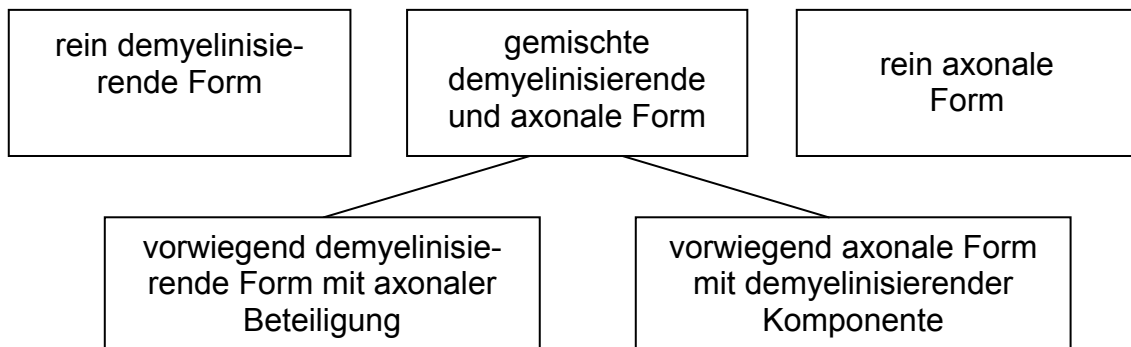 rein demyelinisie-
rende Form
gemischte
demyelinisierende
und axonale Form
rein axonale
Form
vorwiegend demyelinisie-
rende Form mit axonaler
Beteiligung
vorwiegend axonale Form
mit demyelinisierender
Komponente